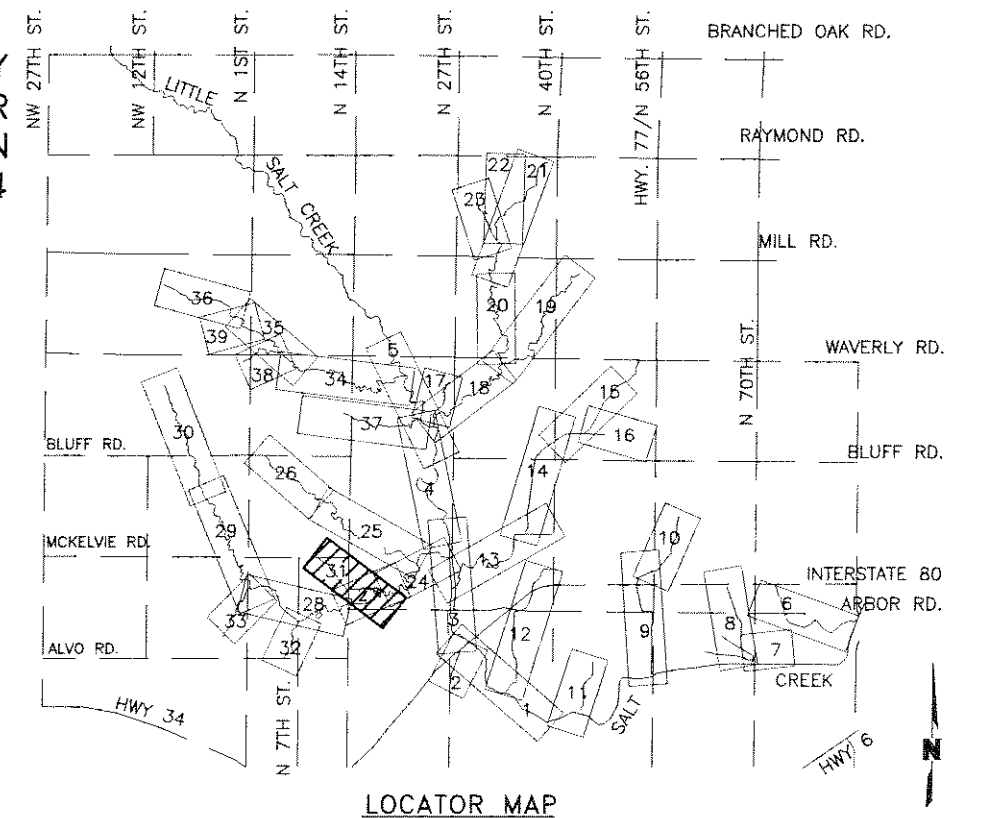 NW 27TH ST.
NW 12TH ST.
N 1ST ST.
N 14TH ST.
N 27TH ST.
N 40TH ST.
HWY. 77/N 56TH ST.
BRANCHED OAK RD.
LITTLE
SALT CREEK
RAYMOND RD.
22
21
23
MILL RD.
36
35
39
20
19
N 70TH ST.
WAVERLY RD.
5
38
34
17
18
15
37
16
30
BLUFF RD.
BLUFF RD.
26
14
4
29
25
MCKELVIE RD.
10
13
31
24
INTERSTATE 80
27
28
ARBOR RD.
6
33
3
12
9
8
ALVO RD.
32
7
2
CREEK
11
1
SALT
N 7TH ST.
HWY 34
HWY 6
N
LOCATOR MAP